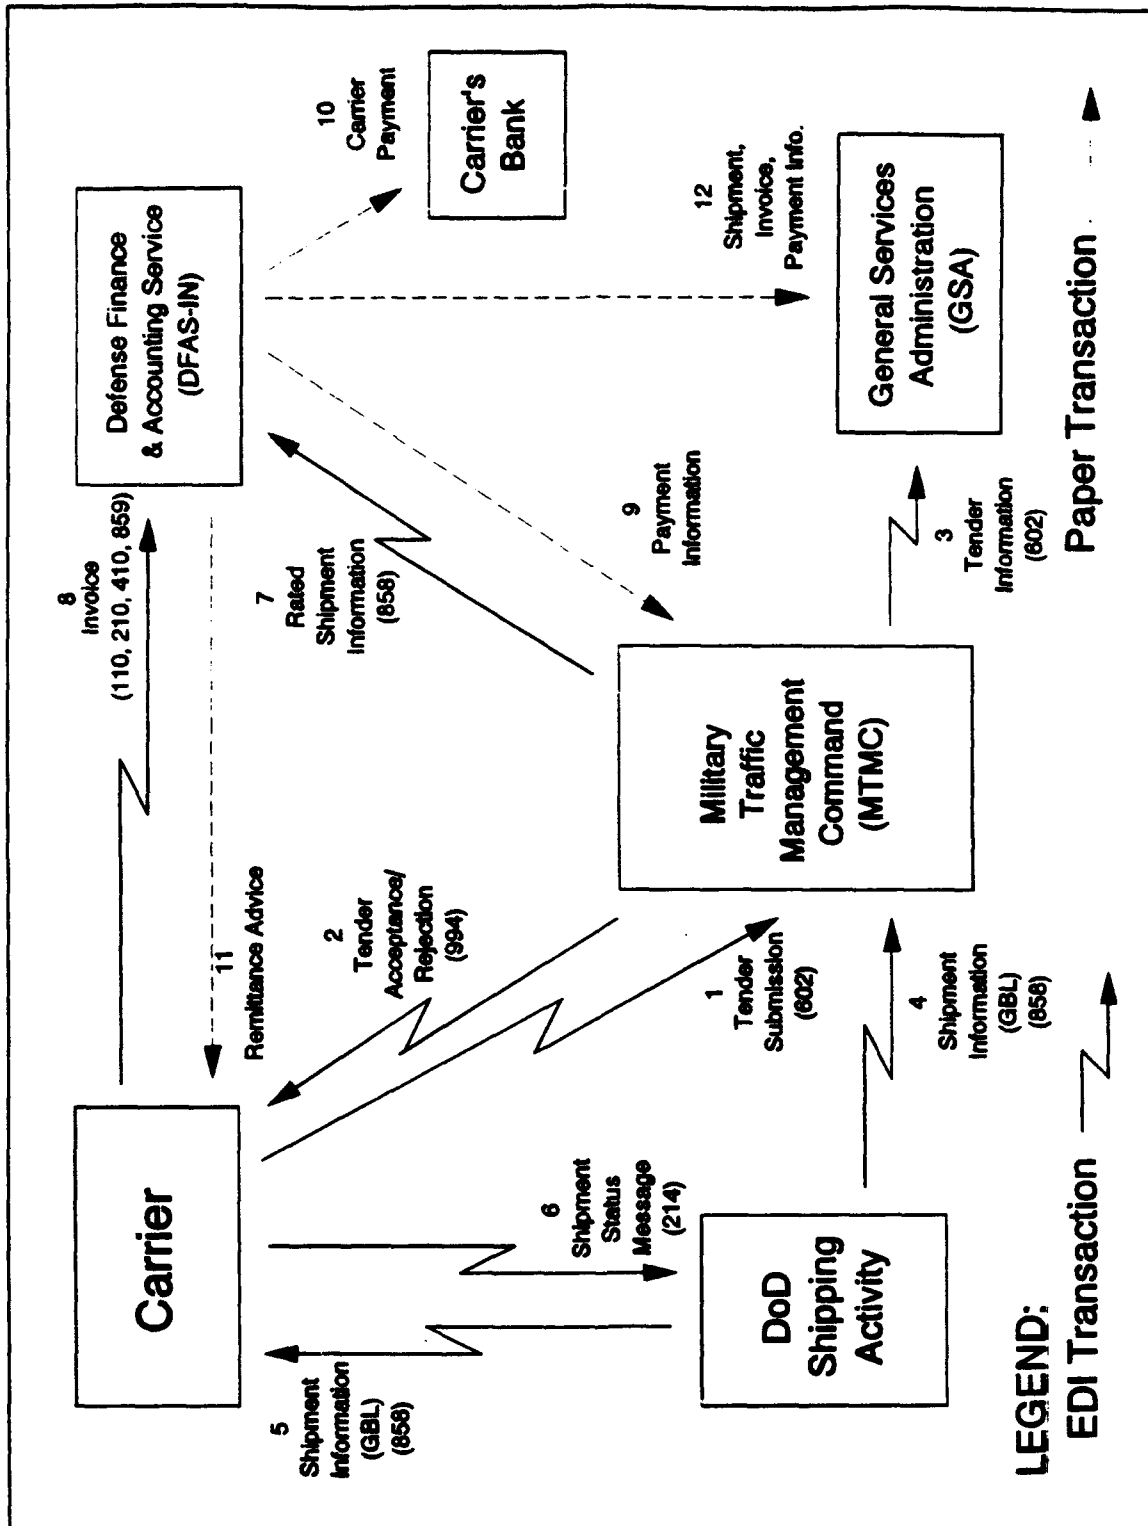 Carrier
8
Invoice
(110, 210, 410, 859)
Defense Finance
& Accounting Service
(DFAS-IN)
11
Remittance Advice
10
Carrier
Payment
Carrier's
Bank
5
Shipment
Information
(GBL)
(858)
6
Shipment
Status
Message
(214)
2
Tender
Acceptance/
Rejection
(994)
7
Rated
Shipment
Information
(858)
1
Tender
Submission
(602)
9
Payment
Information
12
Shipment,
Invoice,
Payment Info.
DoD
Shipping
Activity
4
Shipment
Information
(GBL)
(858)
Military
Traffic
Management
Command
(MTMC)
3
Tender
Information
(602)
General Services
Administration
(GSA)
LEGEND:
EDI Transaction
Paper Transaction